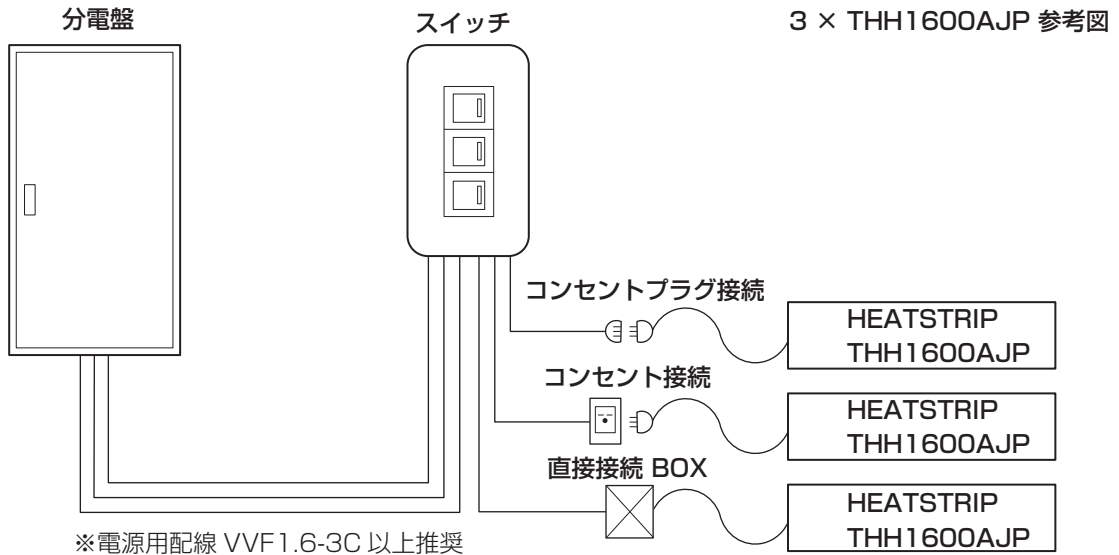 分電盤
スイッチ
3 × THH1600AJP 参考図
コンセントプラグ接続
HEATSTRIP
THH1600AJP
コンセント接続
HEATSTRIP
THH1600AJP
直接接続 BOX
HEATSTRIP
THH1600AJP
※電源用配線 VVF1.6-3C 以上推奨